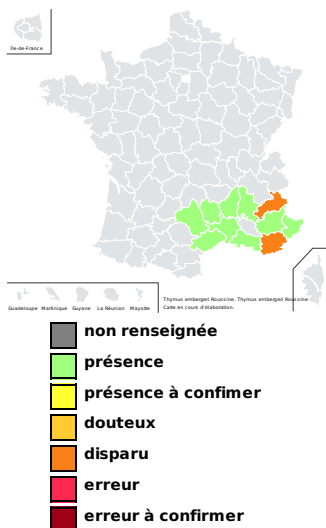 Île-de-France
Guadeloupe Martinique Guyane La Réunion Mayotte
Thymus embergeri Roussine, Thymus embergeri Roussine
Carte en cours d'élaboration.
non renseignée
présence
présence à confimer
douteux
disparu
erreur
erreur à confirmer